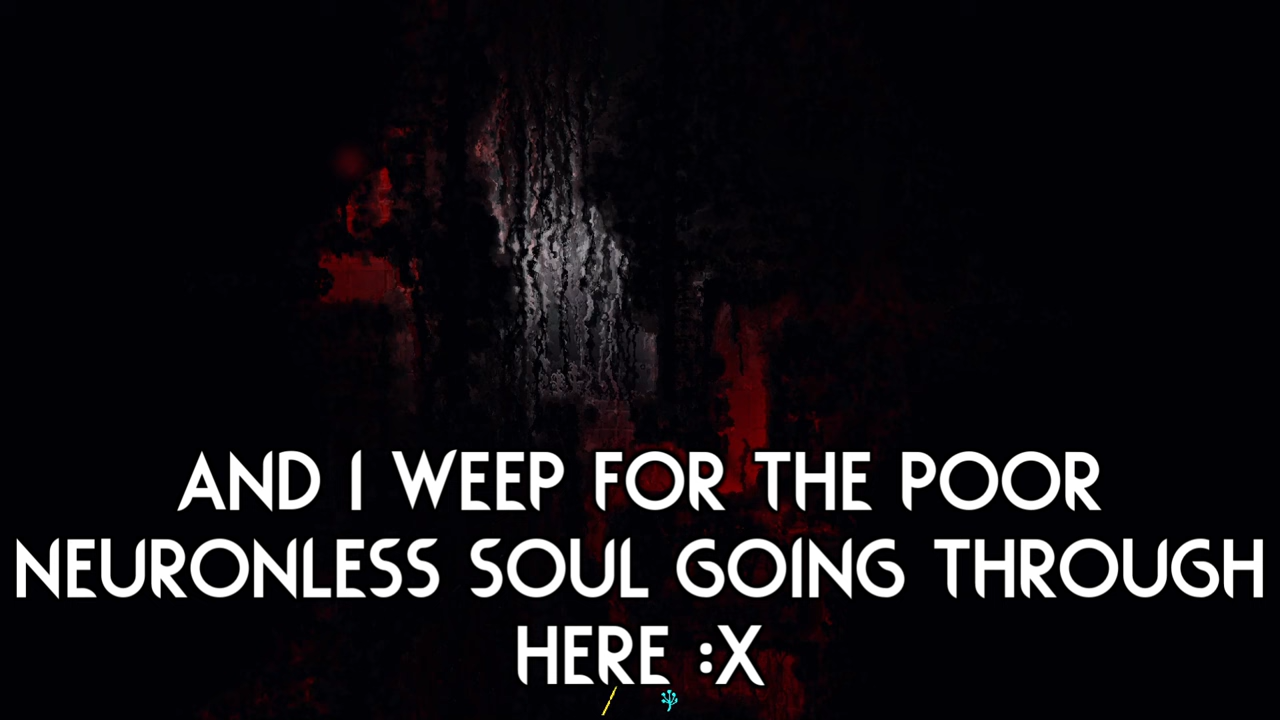 AND I WEEP FOR THE POOR
NEURONLESS SOUL GOING THROUGH
HERE :X